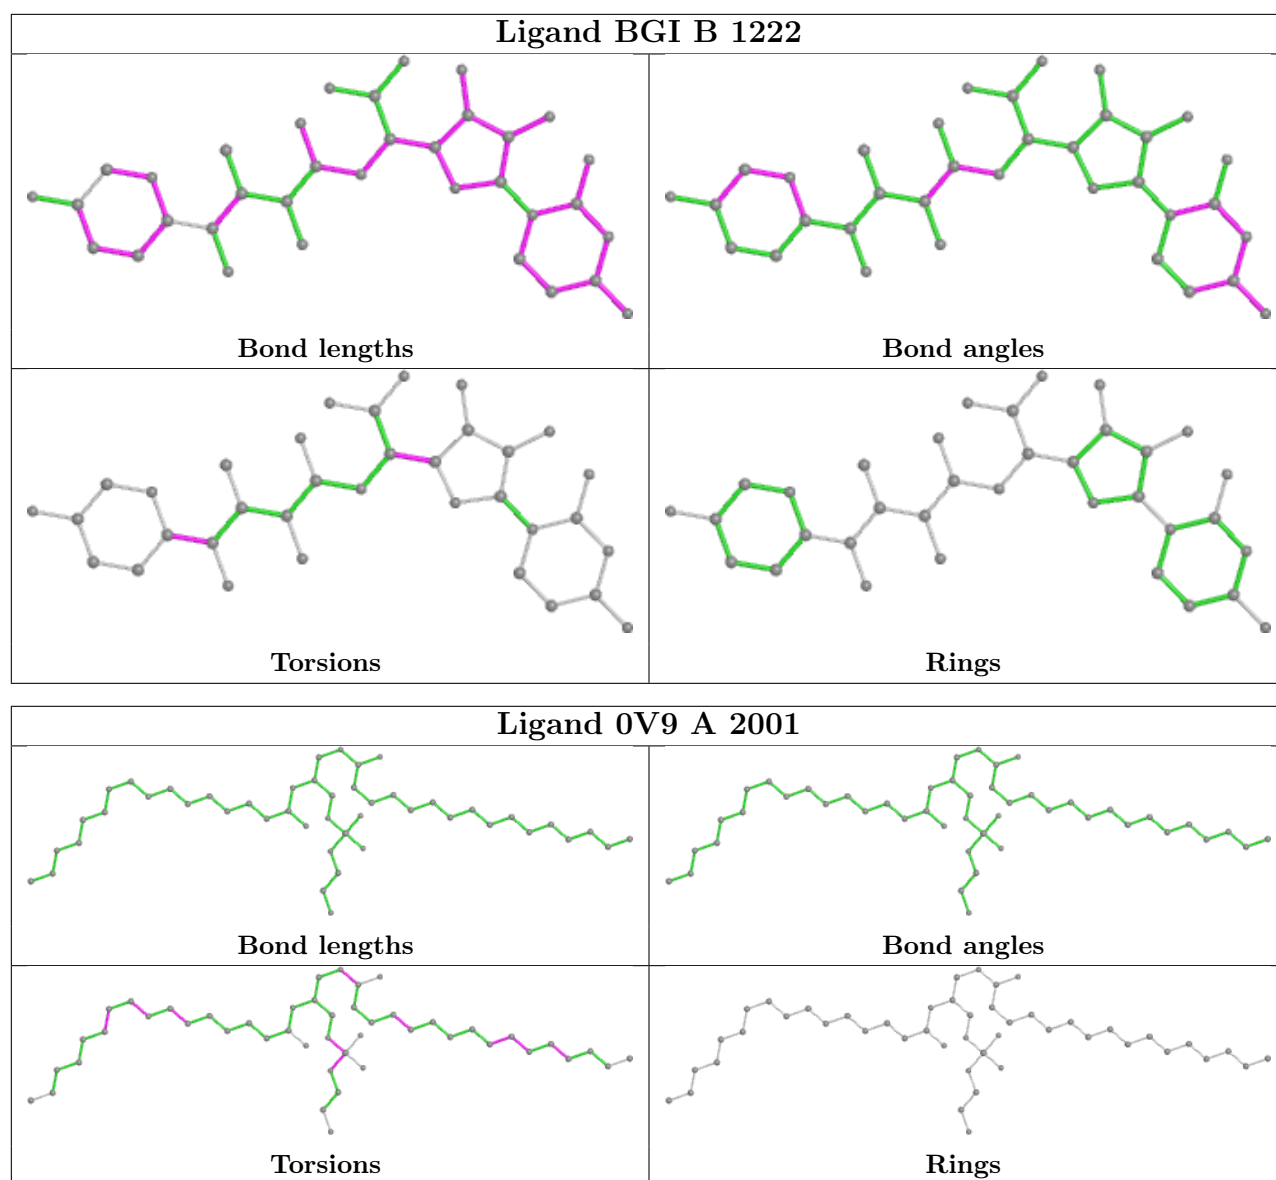 Ligand BGI B 1222
Bond lengths
Bond angles
Torsions
Rings
Ligand 0V9 A 2001
Bond lengths
Bond angles
Torsions
Rings